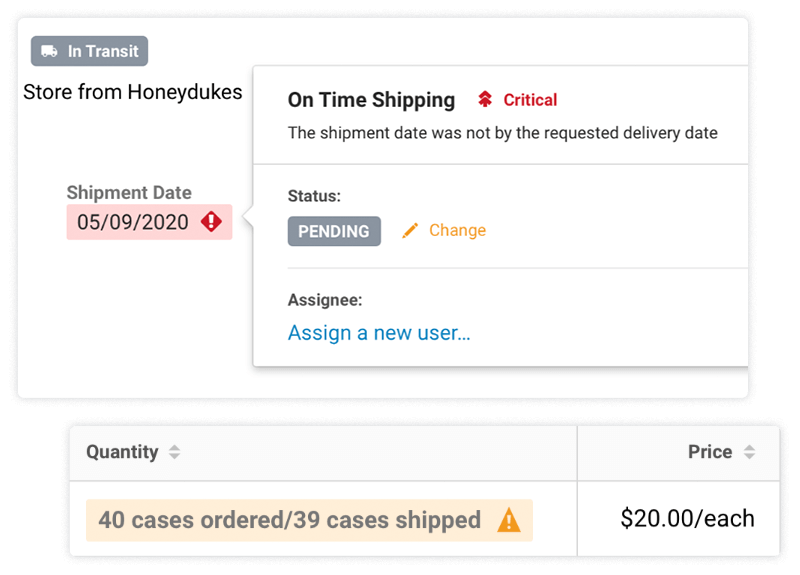 In Transit
Store from Honeydukes
On Time Shipping Critical
The shipment date was not by the requested delivery date
Shipment Date
05/09/2020
Status:
PENDING Change
Assignee:
Assign a new user...
Quantity Price
40 cases ordered/39 cases shipped $20.00/each